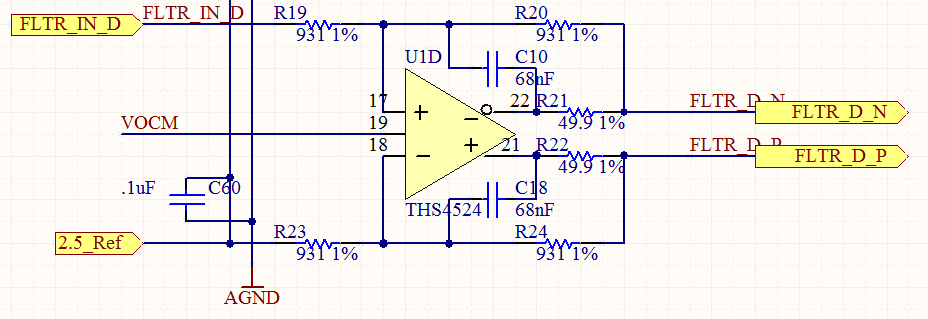 FLTR_IN_D
FLTR_IN_D
R19
931 1%
R20
931 1%
U1D
C10
68nF
17
+
−
22
R21
49.9 1%
FLTR_D_N
FLTR_D_N
VOCM
19
18
−
+
21
R22
49.9 1%
FLTR_D_P
FLTR_D_P
.1uF
C60
THS4524
C18
68nF
2.5_Ref
R23
931 1%
R24
931 1%
AGND